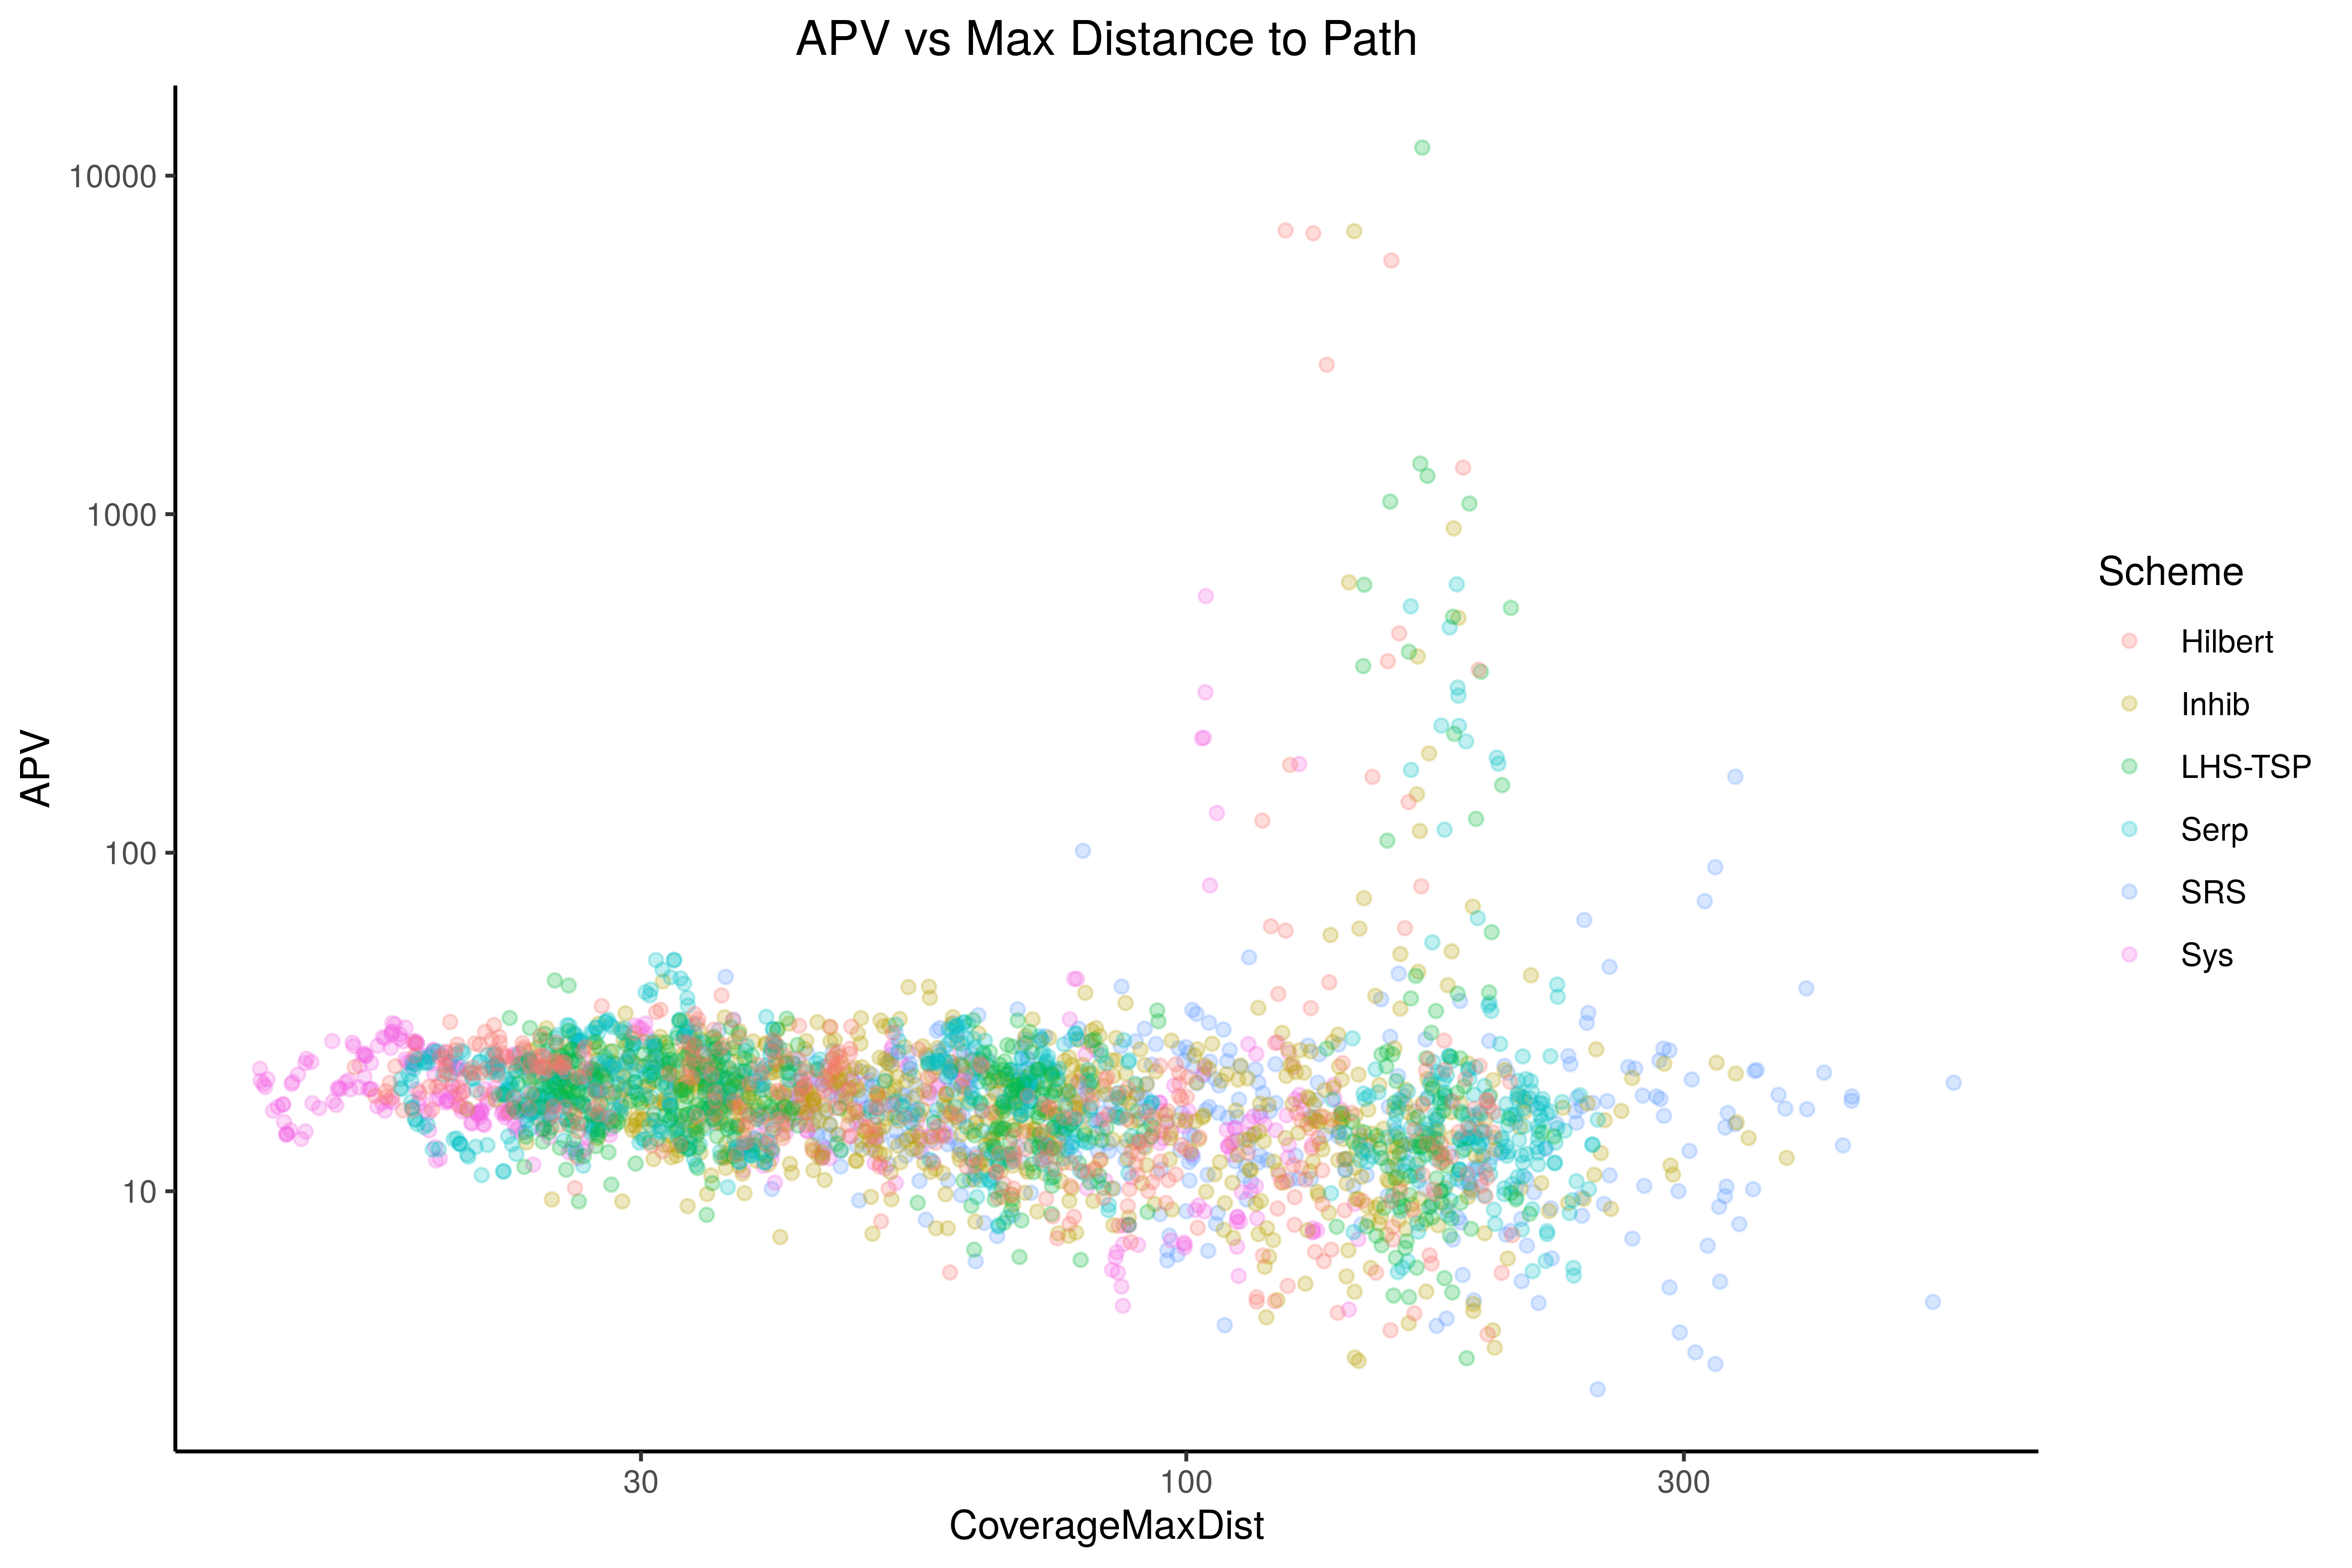 APV vs Max Distance to Path
APV
10000
1000
100
10
30
100
300
CoverageMaxDist
Scheme
Hilbert
Inhib
LHS-TSP
Serp
SRS
Sys